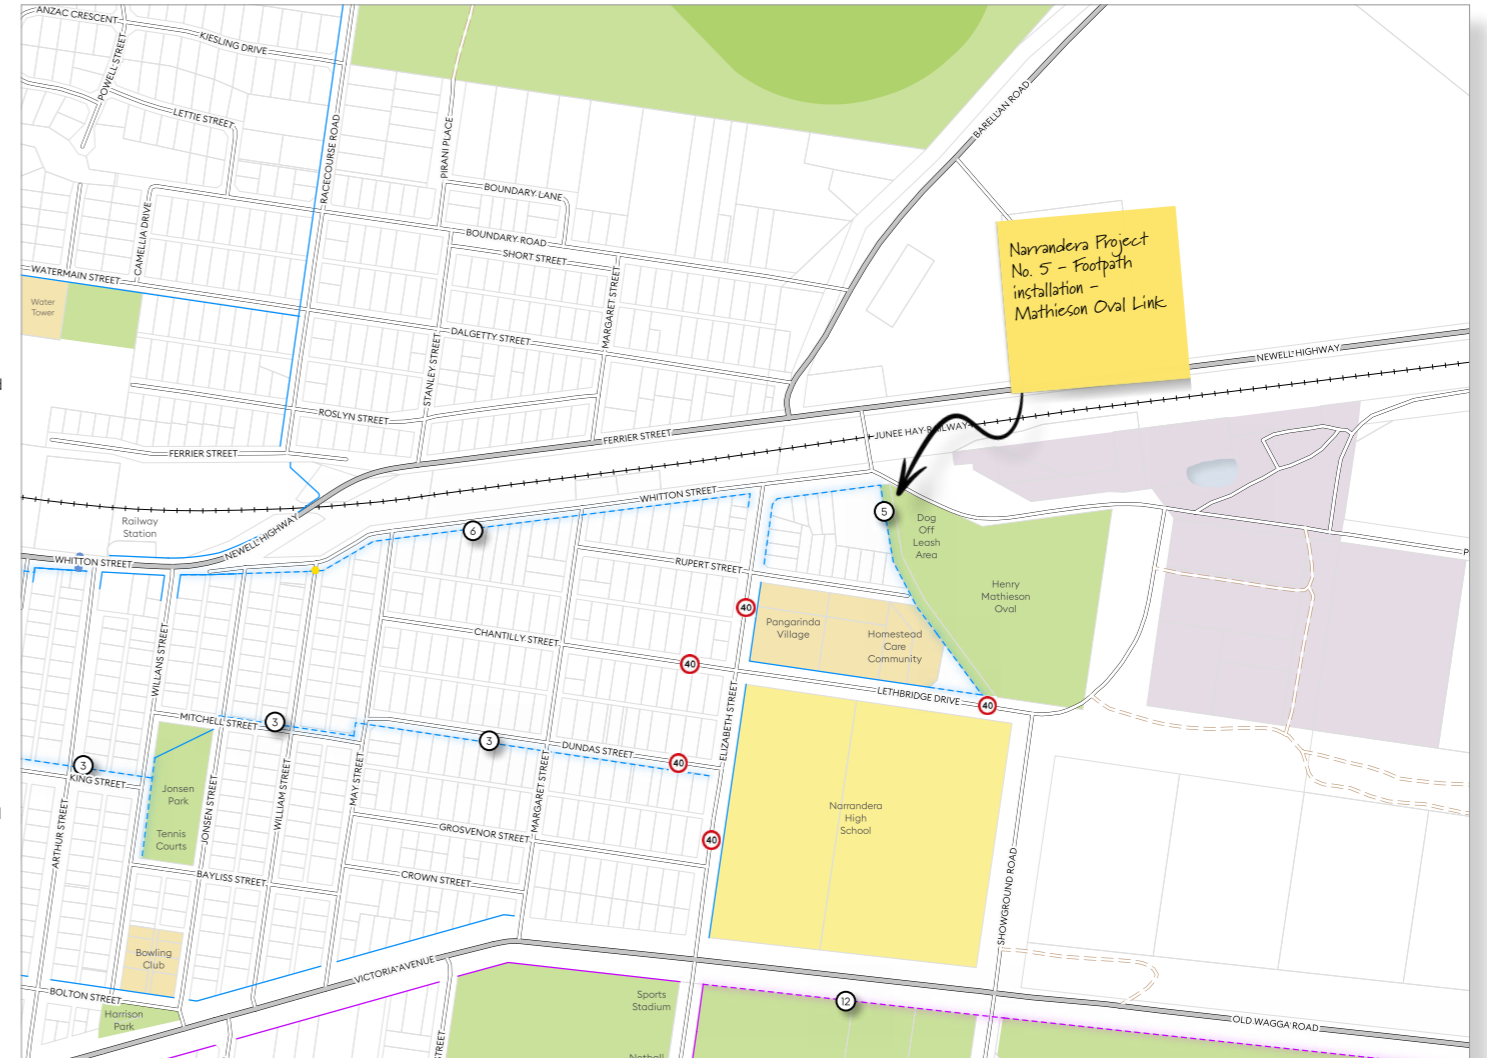 ANZAC CRESCENT
KIESLING DRIVE
POWELL STREET
LETTIE STREET
RACECOURSE ROAD
PIRANI PLACE
BARELLAN ROAD
BOUNDARY LANE
BOUNDARY ROAD
SHORT STREET
CAMELLIA DRIVE
WATERMAIN STREET
Water
Tower
MARGARET STREET
DALGETTY STREET
STANLEY STREET
Narrandera Project
No. 5 - Footpath
installation -
Mathieson Oval Link
NEWELL HIGHWAY
ROSLYN STREET
FERRIER STREET
FERRIER STREET
JUNEE HAY RAILWAY
WHITTON STREET
Railway
Station
NEWELL HIGHWAY
WHITTON STREET
6
5
Dog
Off
Leash
Area
Henry
Mathieson
Oval
RUPERT STREET
40
Pangarinda
Village
Homestead
Care
Community
CHANTILLY STREET
40
LETHBRIDGE DRIVE
40
WILLANS STREET
MITCHELL STREET
3
3
DUNDAS STREET
40
ELIZABETH STREET
3
KING STREET
Jonsen
Park
Tennis
Courts
JONSEN STREET
WILLIAM STREET
MAY STREET
MARGARET STREET
ARTHUR STREET
GROSVENOR STREET
40
Narrandera
High
School
BAYLISS STREET
CROWN STREET
SHOWGROUND ROAD
Bowling
Club
VICTORIA AVENUE
BOLTON STREET
Harrison
Park
Sports
Stadium
12
OLD WAGGA ROAD
STREET